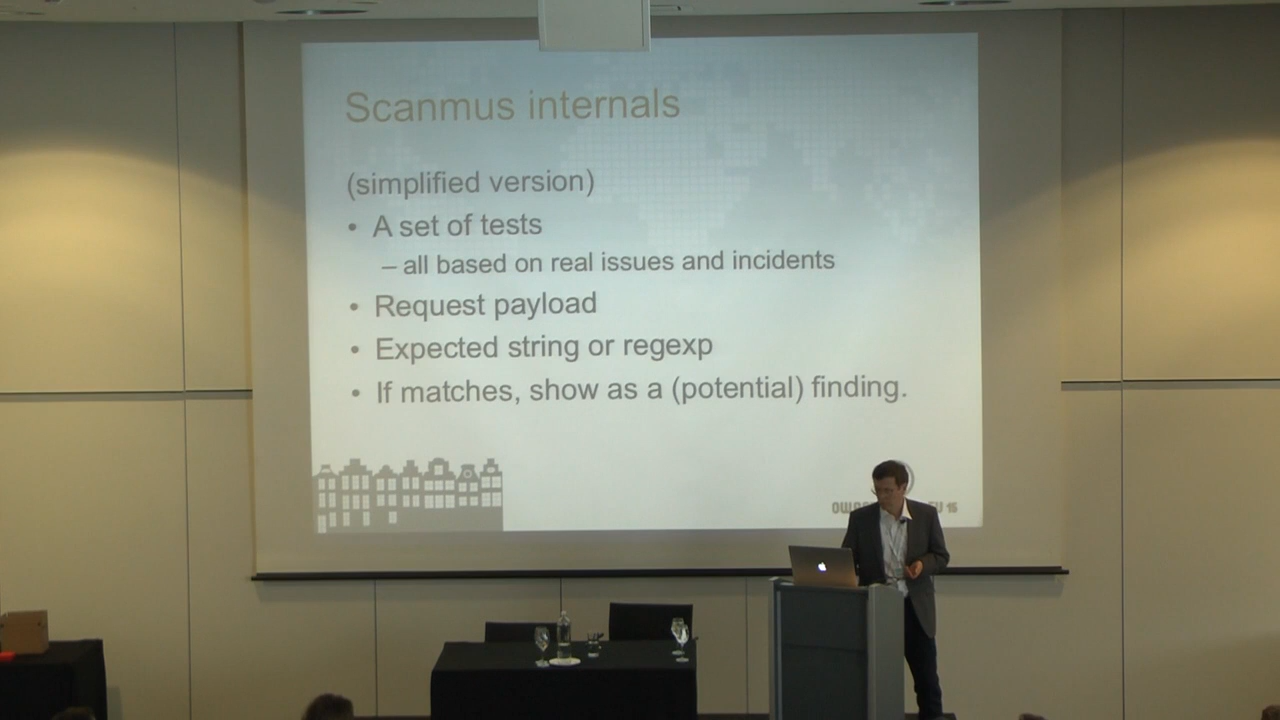 Scanmus internals
(simplified version)
• A set of tests
– all based on real issues and incidents
• Request payload
• Expected string or regexp
• If matches, show as a (potential) finding.